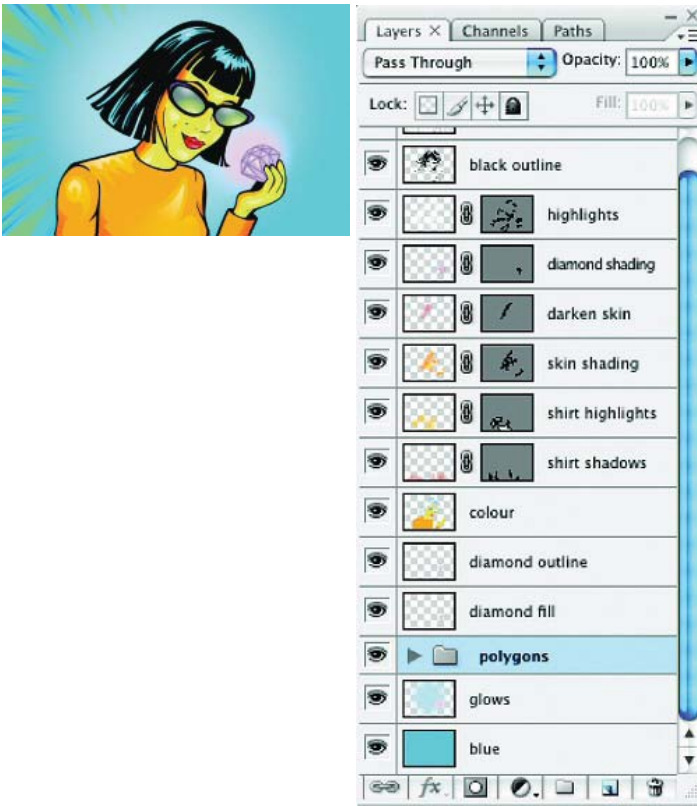 Layers × Channels Paths
Pass Through Opacity: 100%
Lock: Fill: 100%
black outline
highlights
diamond shading
darken skin
skin shading
shirt highlights
shirt shadows
colour
diamond outline
diamond fill
polygons
glows
blue
fx.